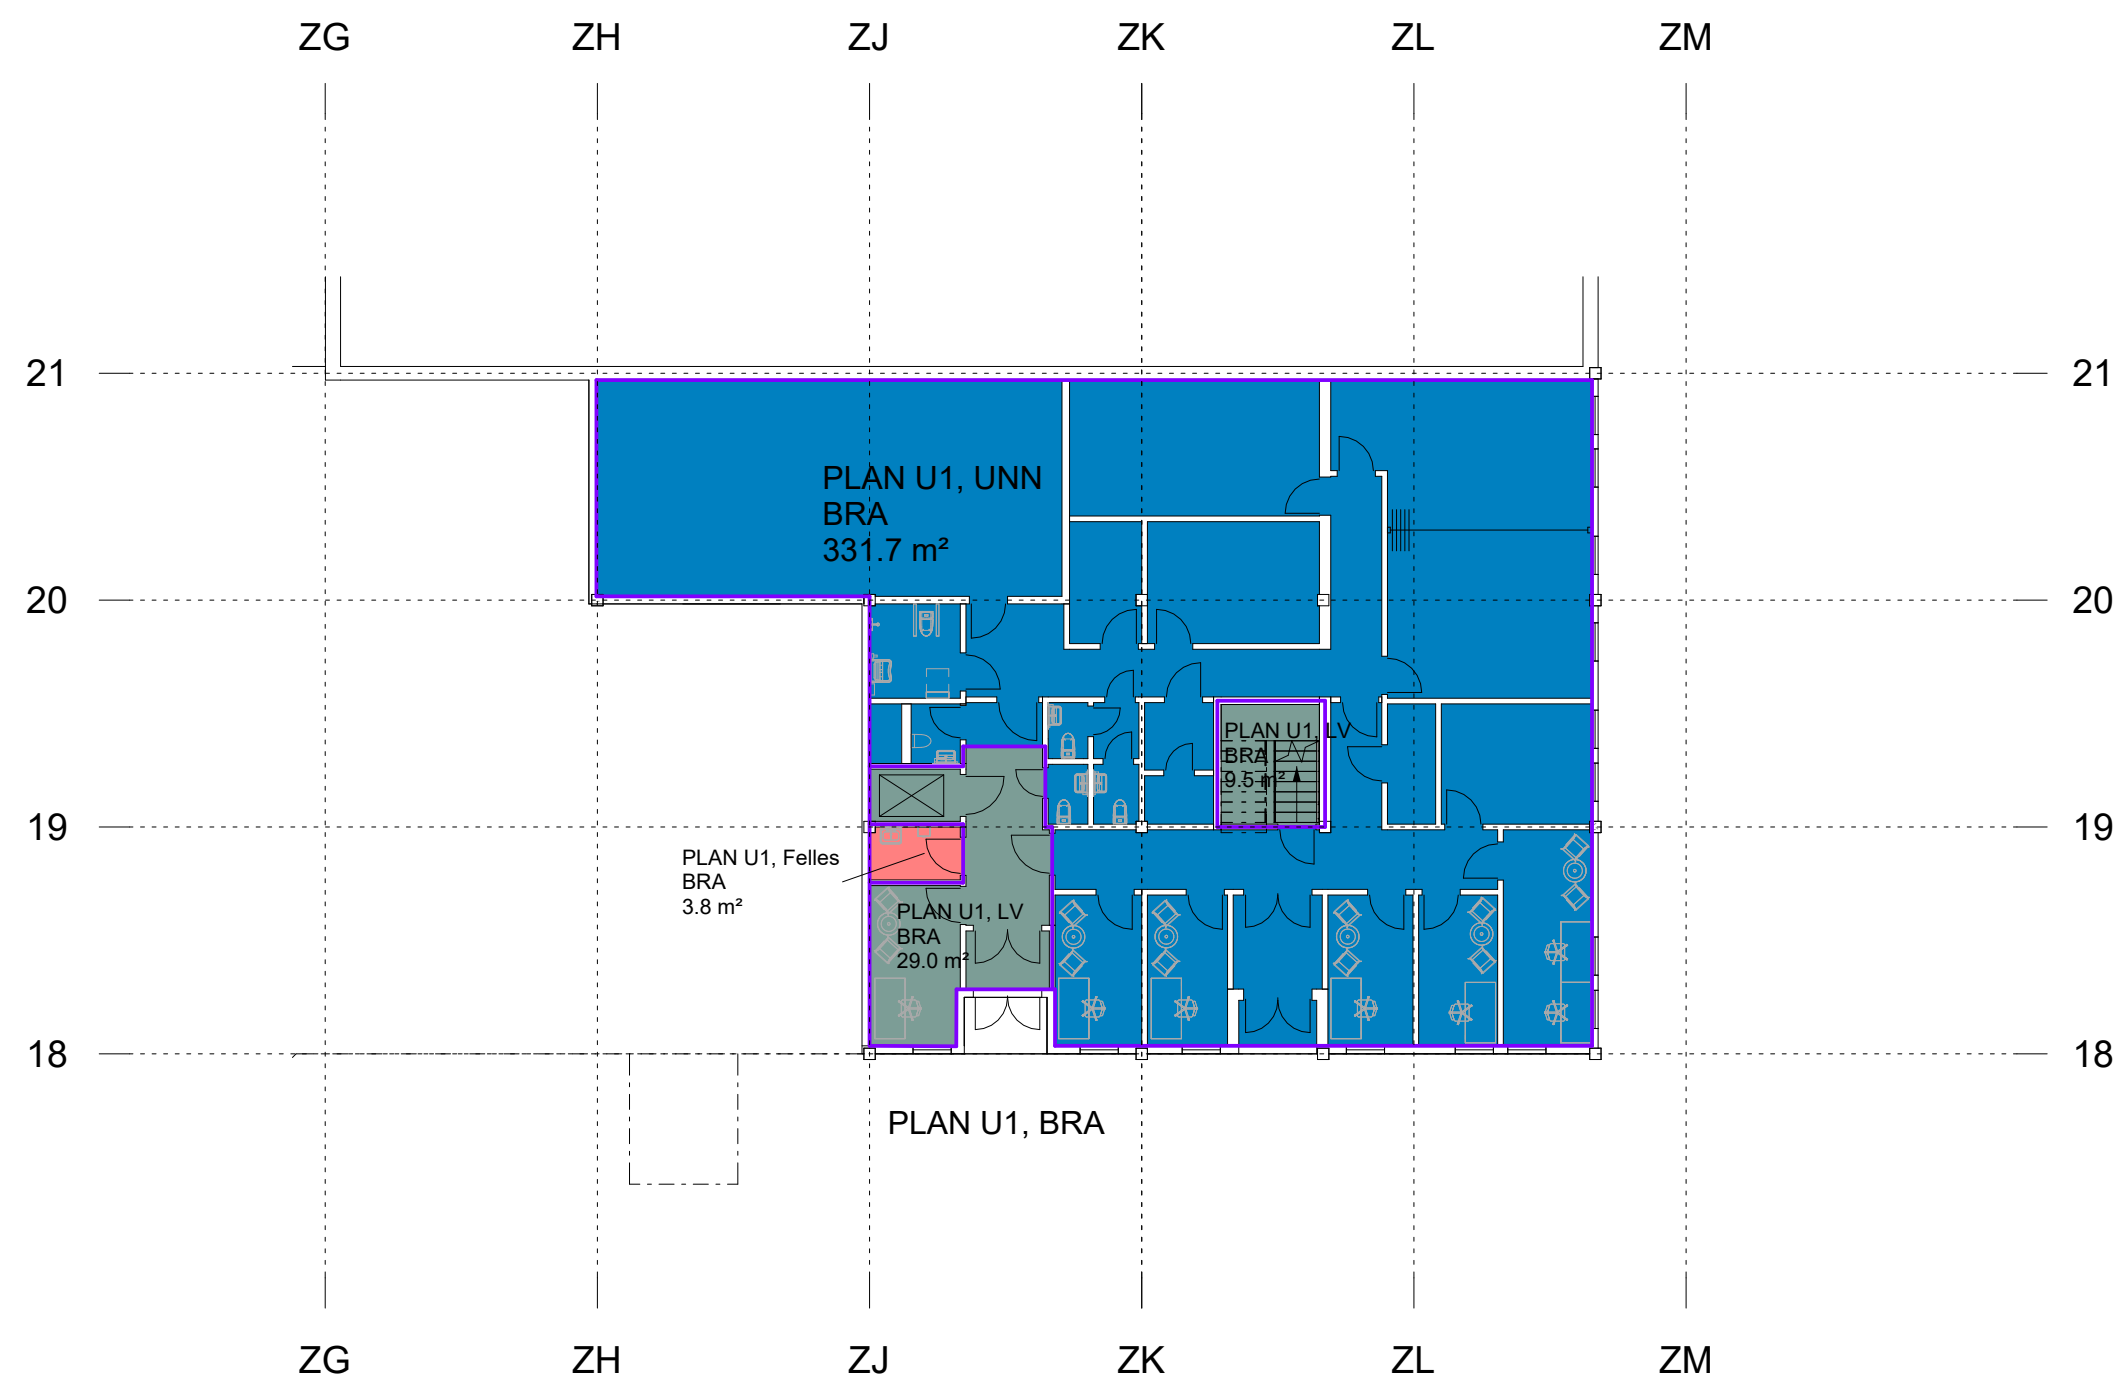 ZG ZH ZJ ZK ZL ZM
21 21
PLAN U1, UNN
BRA
331.7 m²
20 20
PLAN U1, LV
BRA
9.5 m²
19 19
PLAN U1, Felles
BRA
3.8 m²
PLAN U1, LV
BRA
29.0 m²
18 18
PLAN U1, BRA
ZG ZH ZJ ZK ZL ZM